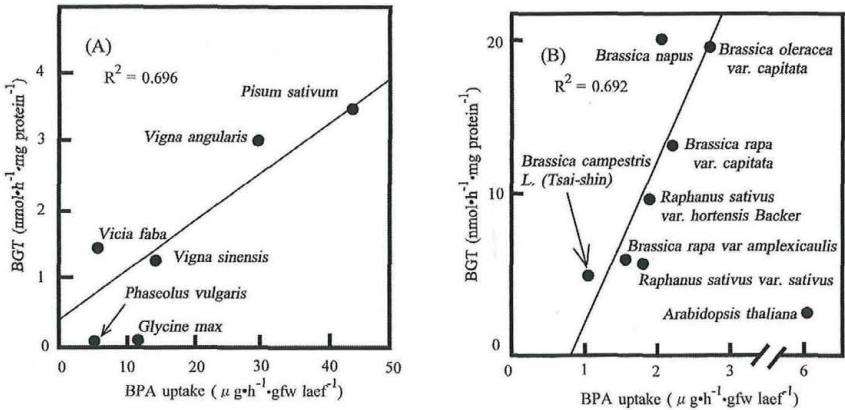 (A)
R² = 0.696
BGT (nmol•h⁻¹•mg protein⁻¹)
4
3
2
1
0
Pisum sativum
Vigna angularis
Vicia faba
Vigna sinensis
Phaseolus vulgaris
Glycine max
0 10 20 30 40 50
BPA uptake ( μ g•h⁻¹•gfw laef⁻¹)
(B)
R² = 0.692
BGT (nmol•h⁻¹•mg protein⁻¹)
20
10
0
Brassica napus
Brassica oleracea
var. capitata
Brassica rapa
var. capitata
Brassica campestris
L. (Tsai-shin)
Raphanus sativus
var. hortensis Backer
Brassica rapa var amplexicaulis
Raphanus sativus var. sativus
Arabidopsis thaliana
0 1 2 3 6
BPA uptake ( μ g•h⁻¹•gfw laef⁻¹)